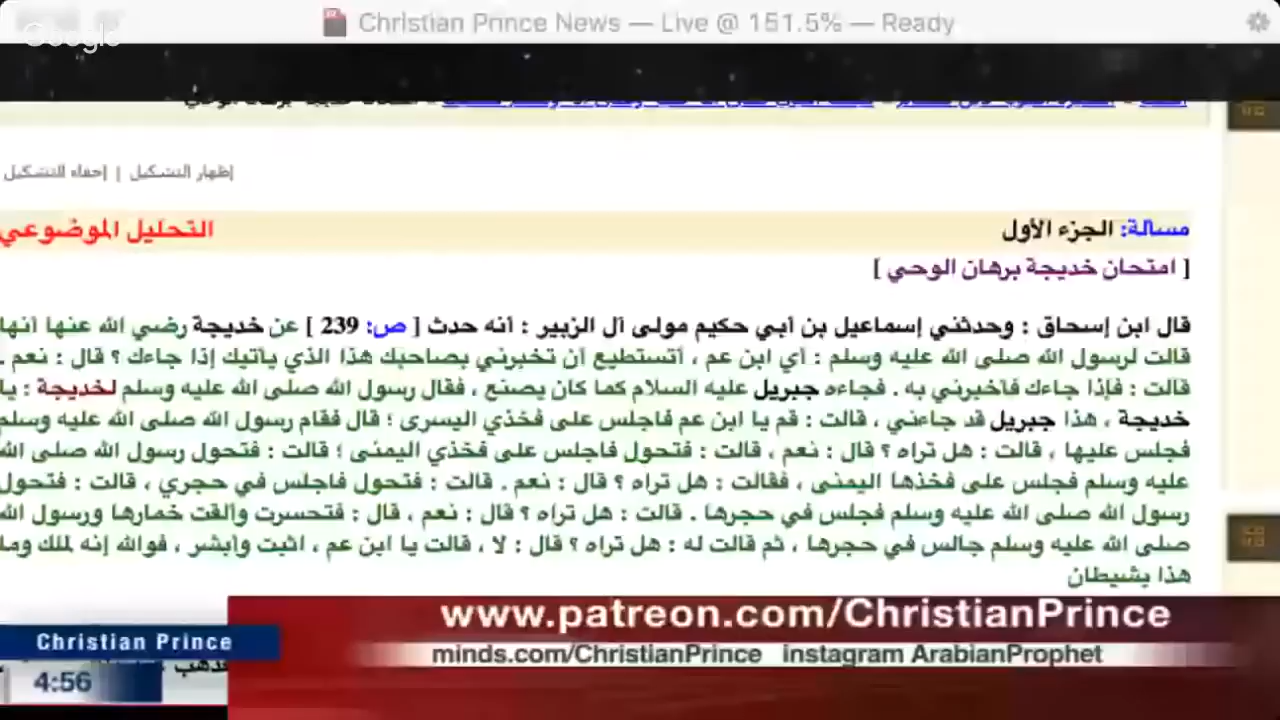 Google
Christian Prince News — Live @ 151.5% — Ready
إظهار التشكيل | إخفاء التشكيل
مسالة: الجزء الأول
التحليل الموضوعي
[ امتحان خديجة برهان الوحي ]
قال ابن إسحاق : وحدثني إسماعيل بن أبي حكيم مولى آل الزبير : أنه حدث [ ص: 239 ] عن خديجة رضي الله عنها أنها
قالت لرسول الله صلى الله عليه وسلم : أي ابن عم ، أتستطيع أن تخبرني بصاحبك هذا الذي يأتيك إذا جاءك ؟ قال : نعم .
قالت : فإذا جاءك فأخبرني به . فجاءه جبريل عليه السلام كما كان يصنع ، فقال رسول الله صلى الله عليه وسلم لخديجة : يا
خديجة ، هذا جبريل قد جاءني ، قالت : قم يا ابن عم فاجلس على فخذي اليسرى ؛ قال فقام رسول الله صلى الله عليه وسلم
فجلس عليها ، قالت : هل تراه ؟ قال : نعم ، قالت : فتحول فاجلس على فخذي اليمنى ؛ قالت : فتحول رسول الله صلى الله
عليه وسلم فجلس على فخذها اليمنى ، فقالت : هل تراه ؟ قال : نعم . قالت : فتحول فاجلس في حجري ، قالت : فتحول
رسول الله صلى الله عليه وسلم فجلس في حجرها . قالت : هل تراه ؟ قال : نعم ، قال : فتحسرت وألقت خمارها ورسول الله
صلى الله عليه وسلم جالس في حجرها ، ثم قالت له : هل تراه ؟ قال : لا ، قالت يا ابن عم ، اثبت وأبشر ، فوالله إنه لملك وما
هذا بشيطان
www.patreon.com/ChristianPrince
Christian Prince
minds.com/ChristianPrince instagram ArabianProphet
4:56